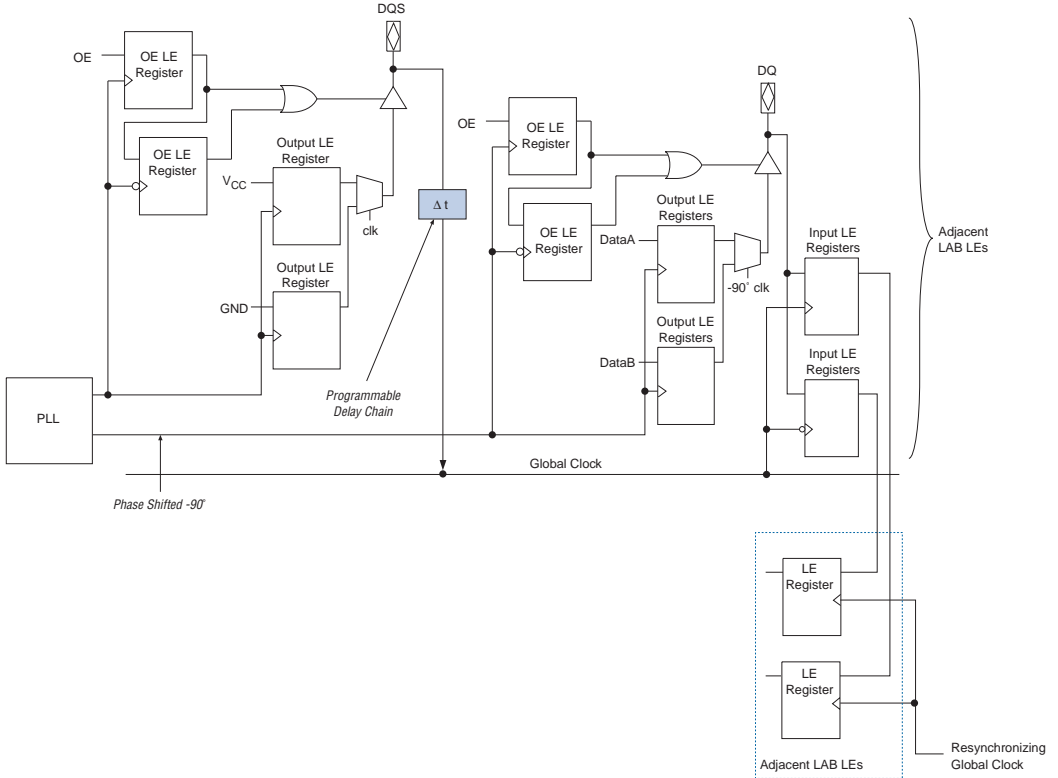 DQS
OE
OE LE
Register
OE LE
Register
Output LE
Register
VCC
clk
Output LE
Register
GND
Δ t
Programmable
Delay Chain
PLL
Phase Shifted -90˚
Global Clock
DQ
OE
OE LE
Register
OE LE
Register
Output LE
Registers
DataA
-90˚ clk
Output LE
Registers
DataB
Input LE
Registers
Input LE
Registers
Adjacent
LAB LEs
LE
Register
LE
Register
Adjacent LAB LEs
Resynchronizing
Global Clock